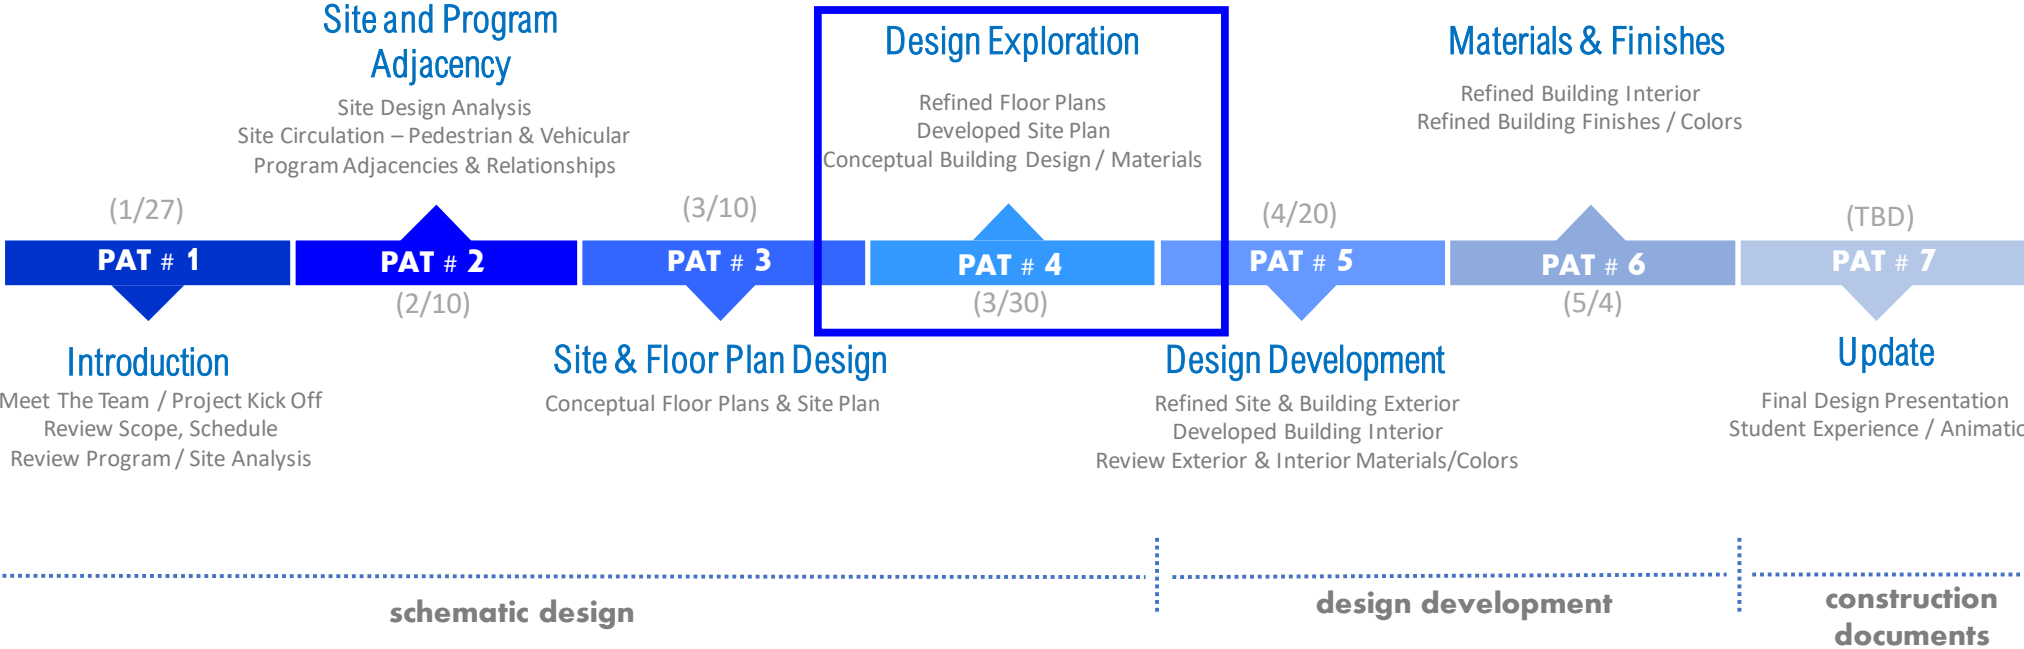 Site and Program
Adjacency
Site Design Analysis
Site Circulation – Pedestrian & Vehicular
Program Adjacencies & Relationships
Design Exploration
Refined Floor Plans
Developed Site Plan
Conceptual Building Design / Materials
Materials & Finishes
Refined Building Interior
Refined Building Finishes / Colors
(1/27)
(3/10)
(4/20)
(TBD)
PAT # 1
PAT # 2
PAT # 3
PAT # 4
PAT # 5
PAT # 6
PAT # 7
(2/10)
(3/30)
(5/4)
Introduction
Meet The Team / Project Kick Off
Review Scope, Schedule
Review Program / Site Analysis
Site & Floor Plan Design
Conceptual Floor Plans & Site Plan
Design Development
Refined Site & Building Exterior
Developed Building Interior
Review Exterior & Interior Materials/Colors
Update
Final Design Presentation
Student Experience / Animatio
schematic design
design development
construction
documents